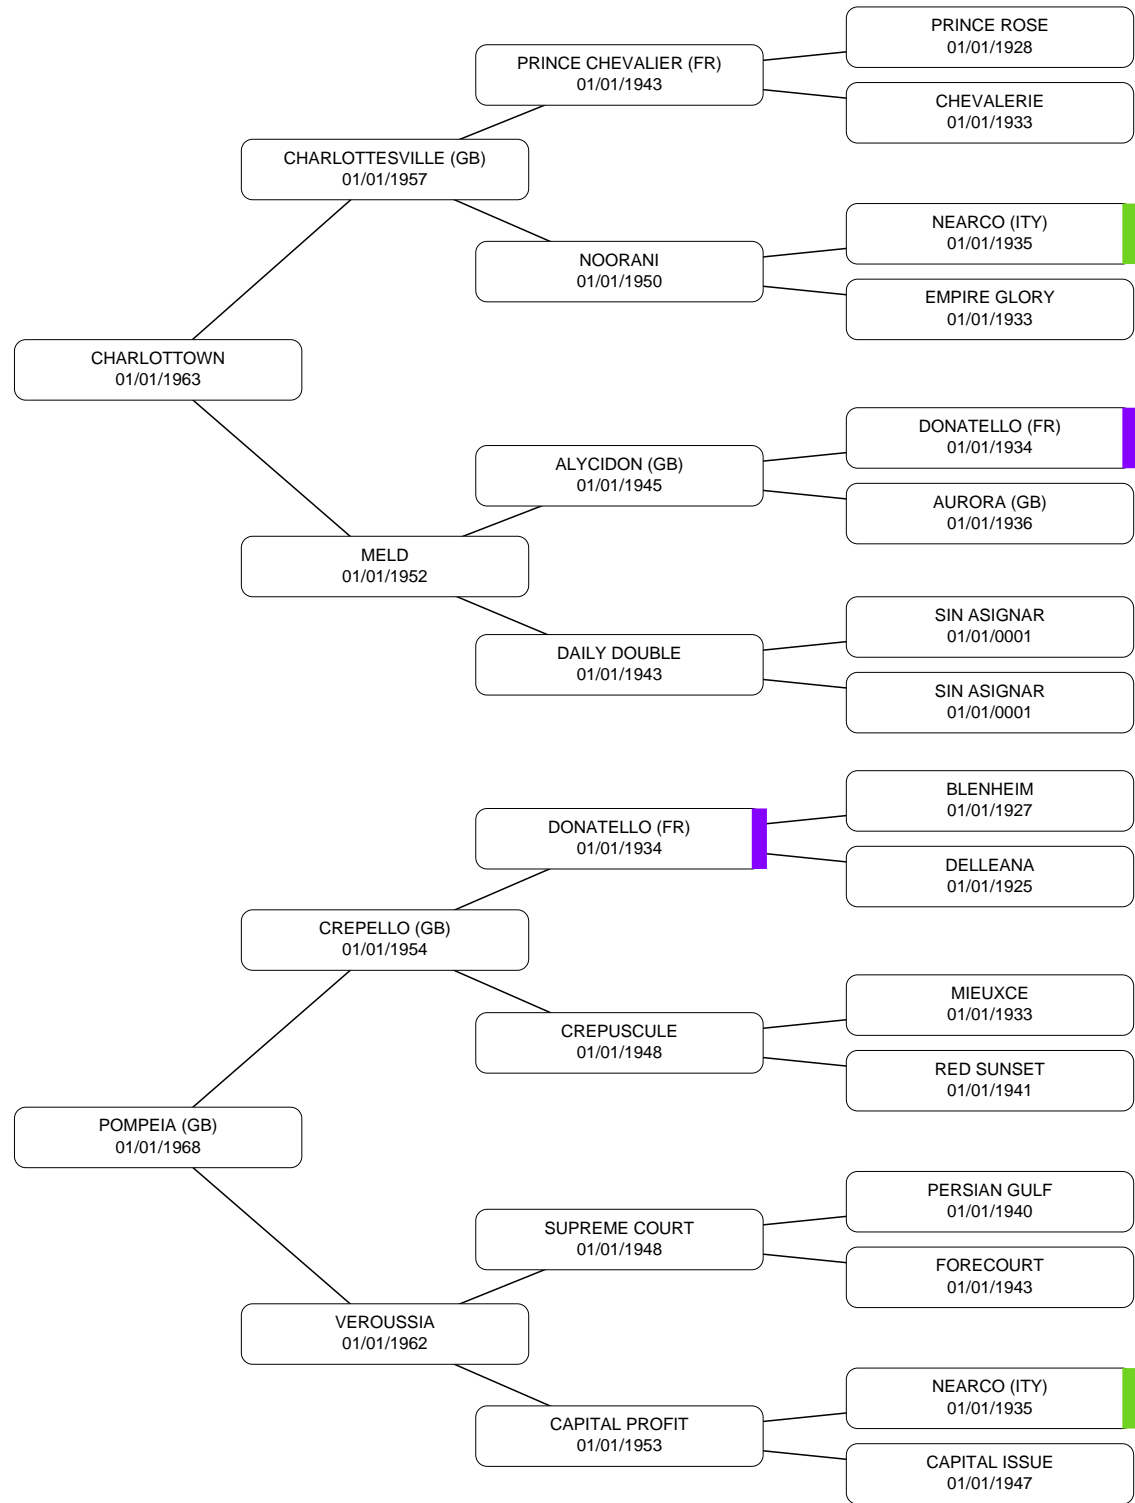 PRINCE ROSE
01/01/1928
PRINCE CHEVALIER (FR)
01/01/1943
CHEVALERIE
01/01/1933
CHARLOTTESVILLE (GB)
01/01/1957
NEARCO (ITY)
01/01/1935
NOORANI
01/01/1950
EMPIRE GLORY
01/01/1933
CHARLOTTOWN
01/01/1963
DONATELLO (FR)
01/01/1934
ALYCIDON (GB)
01/01/1945
AURORA (GB)
01/01/1936
MELD
01/01/1952
SIN ASIGNAR
01/01/0001
DAILY DOUBLE
01/01/1943
SIN ASIGNAR
01/01/0001
BLENHEIM
01/01/1927
DONATELLO (FR)
01/01/1934
DELLEANA
01/01/1925
CREPELLO (GB)
01/01/1954
MIEUXCE
01/01/1933
CREPUSCULE
01/01/1948
RED SUNSET
01/01/1941
POMPEIA (GB)
01/01/1968
PERSIAN GULF
01/01/1940
SUPREME COURT
01/01/1948
FORECOURT
01/01/1943
VEROUSSIA
01/01/1962
NEARCO (ITY)
01/01/1935
CAPITAL PROFIT
01/01/1953
CAPITAL ISSUE
01/01/1947